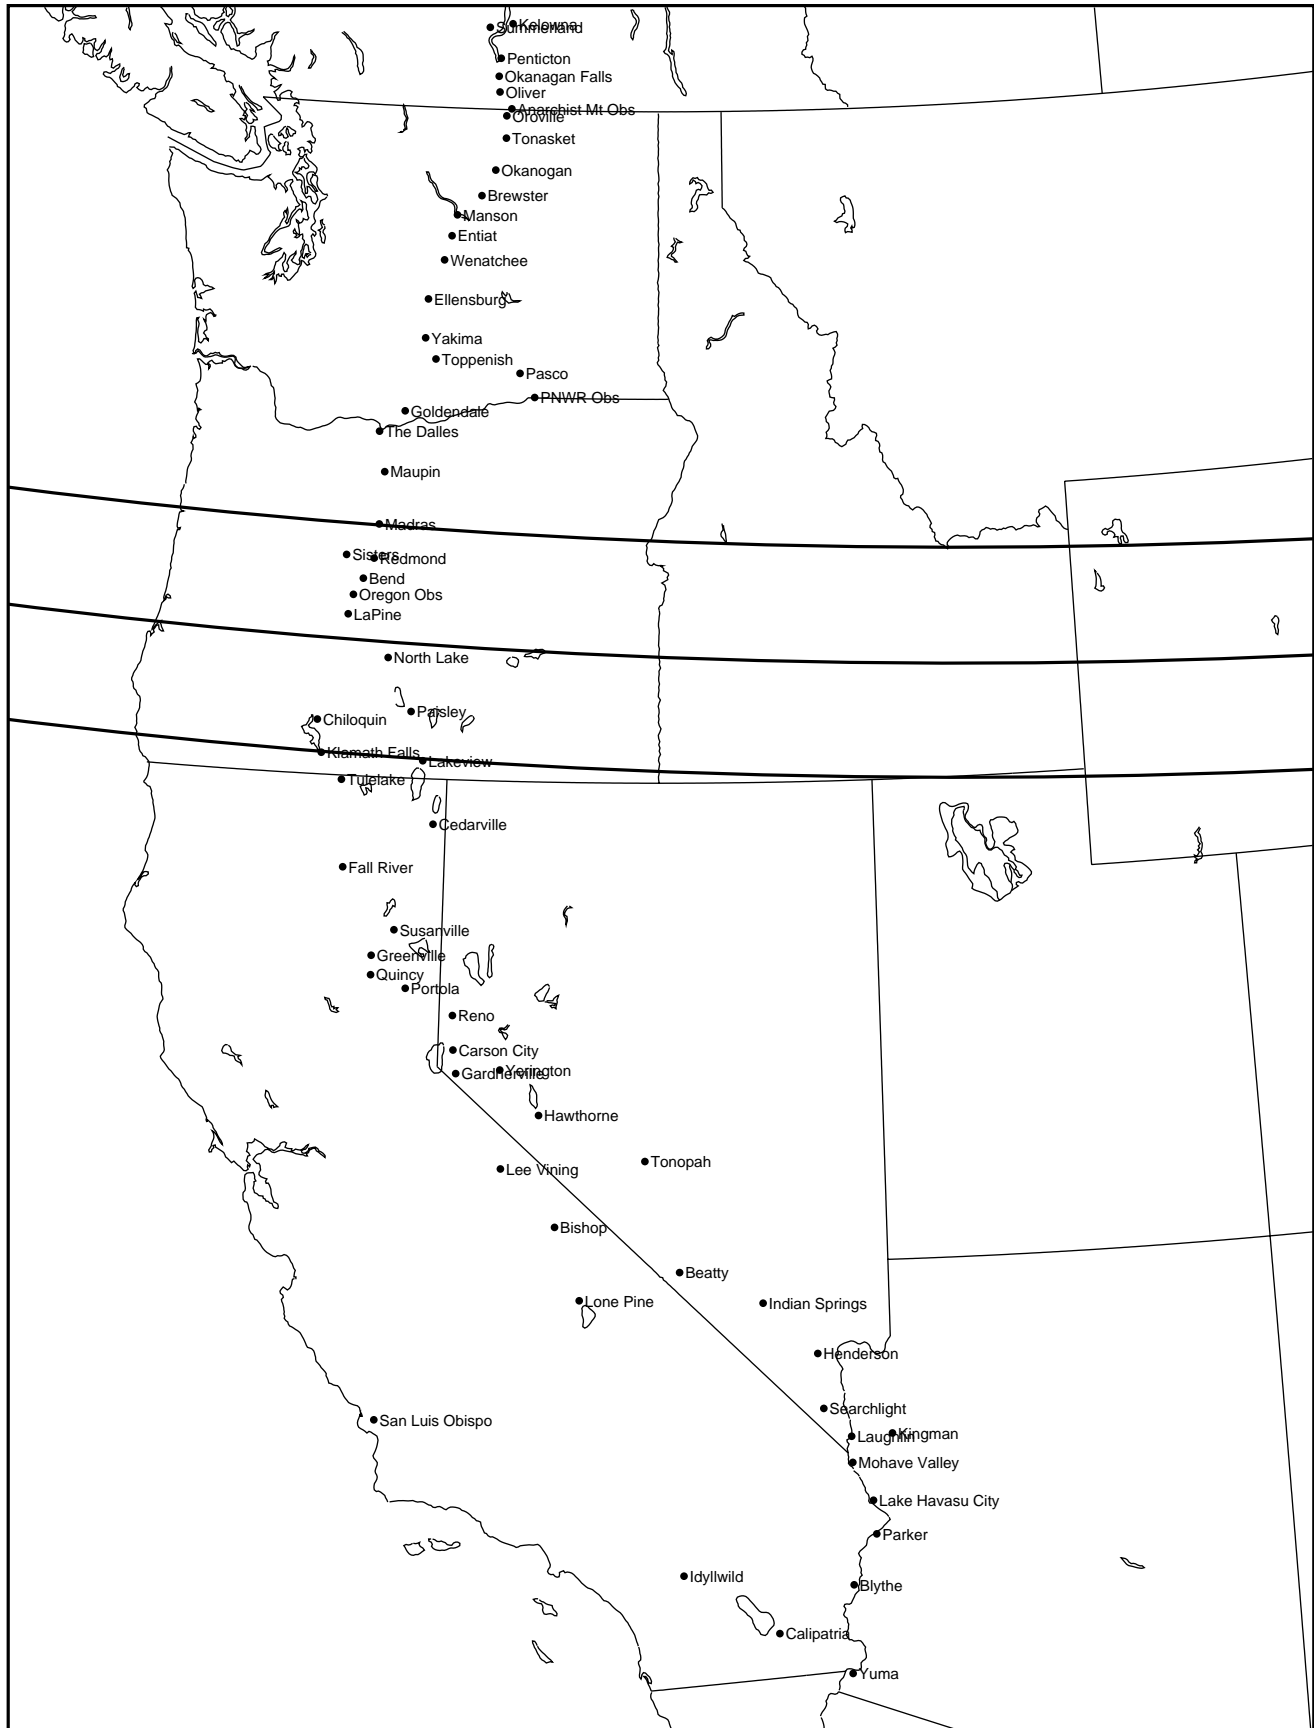 Kelowna
Summerland
Penticton
Okanagan Falls
Oliver
Anarchist Mt Obs
Oroville
Tonasket
Okanogan
Brewster
Manson
Entiat
Wenatchee
Ellensburg
Yakima
Toppenish
Pasco
PNWR Obs
Goldendale
The Dalles
Maupin
Madras
Sisters
Redmond
Bend
Oregon Obs
LaPine
North Lake
Paisley
Chiloquin
Klamath Falls
Lakeview
Tulelake
Cedarville
Fall River
Susanville
Greenville
Quincy
Portola
Reno
Carson City
Yerington
Gardnerville
Hawthorne
Tonopah
Lee Vining
Bishop
Beatty
Lone Pine
Indian Springs
Henderson
Searchlight
San Luis Obispo
Kingman
Laughlin
Mohave Valley
Lake Havasu City
Parker
Idyllwild
Blythe
Calipatria
Yuma